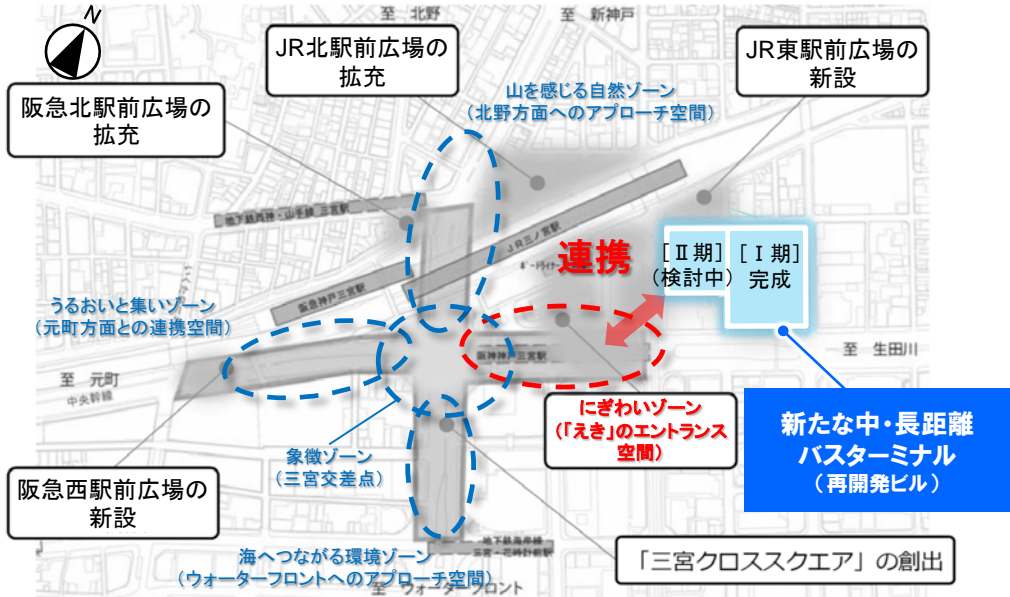 N
至 北野
至 新神戸
JR北駅前広場の
拡充
JR東駅前広場の
新設
阪急北駅前広場の
拡充
山を感じる自然ゾーン
(北野方面へのアプローチ空間)
地下鉄西神・山手線 三宮駅
JR三ノ宮駅
連携
[Ⅱ期]
(検討中)
[Ⅰ期]
完成
阪急神戸三宮駅
うるおいと集いゾーン
(元町方面との連携空間)
阪神神戸三宮駅
至 生田川
至 元町
中央幹線
にぎわいゾーン
(「えき」のエントランス
空間)
新たな中・長距離
バスターミナル
(再開発ビル)
象徴ゾーン
(三宮交差点)
阪急西駅前広場の
新設
地下鉄海岸線
三宮・花時計前駅
海へつながる環境ゾーン
(ウォーターフロントへのアプローチ空間)
「三宮クロススクエア」の創出
至 ウォーターフロント